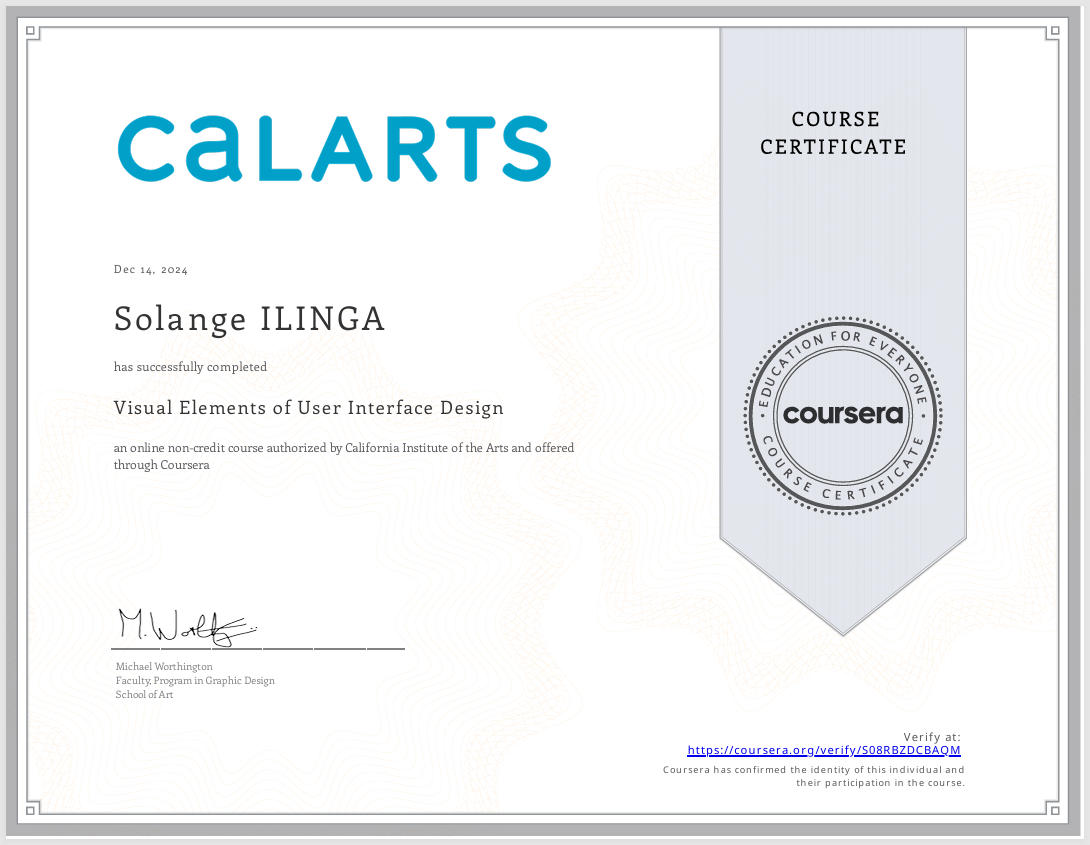 CALARTS
COURSE
CERTIFICATE
Dec 14, 2024
Solange ILINGA
has successfully completed
Visual Elements of User Interface Design
an online non-credit course authorized by California Institute of the Arts and offered
through Coursera
EDUCATION FOR EVERYONE
coursera
COURSE CERTIFICATE
M. Worth
Michael Worthington
Faculty, Program in Graphic Design
School of Art
Verify at:
https://coursera.org/verify/S08RBZDCBAQM
Coursera has confirmed the identity of this individual and
their participation in the course.